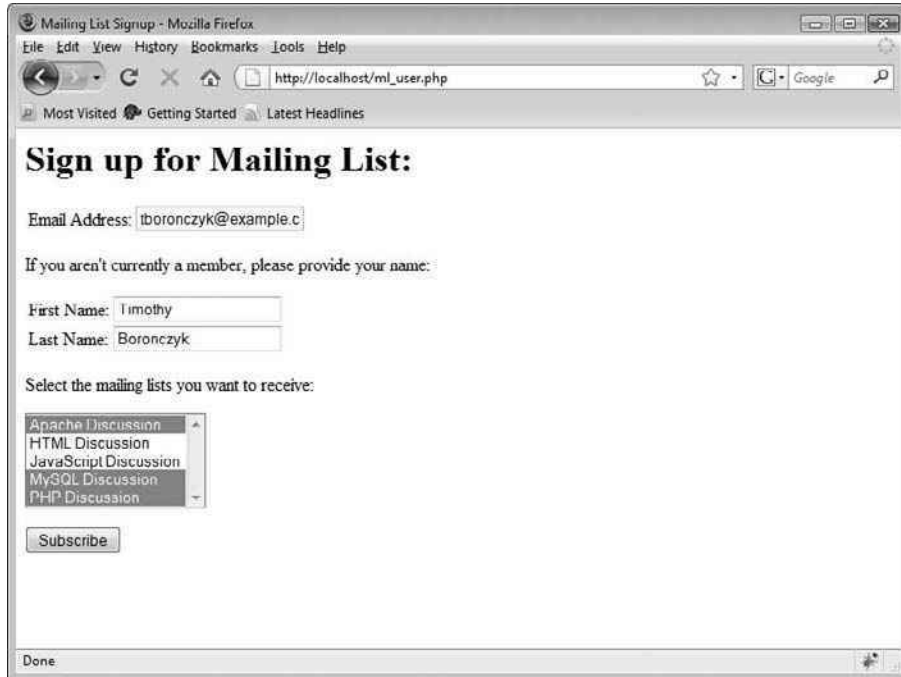 Mailing List Signup - Mozilla Firefox
File Edit View History Bookmarks Tools Help
http://localhost/ml_user.php
G Google
Most Visited Getting Started Latest Headlines
Sign up for Mailing List:
Email Address: tboronczyk@example.c
If you aren't currently a member, please provide your name:
First Name: Timothy
Last Name: Boronczyk
Select the mailing lists you want to receive:
Apache Discussion
HTML Discussion
JavaScript Discussion
MySQL Discussion
PHP Discussion
Subscribe
Done